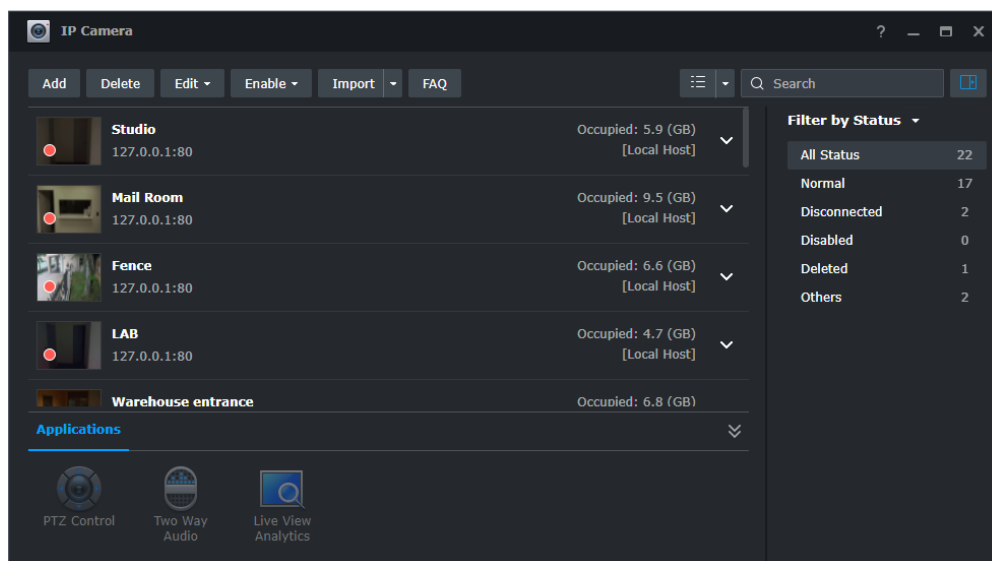 IP Camera
?
Add Delete Edit Enable Import FAQ Search
Studio Occupied: 5.9 (GB)
127.0.0.1:80 [Local Host]
Mail Room Occupied: 9.5 (GB)
127.0.0.1:80 [Local Host]
Fence Occupied: 6.6 (GB)
127.0.0.1:80 [Local Host]
LAB Occupied: 4.7 (GB)
127.0.0.1:80 [Local Host]
Warehouse entrance Occupied: 6.8 (GB)
Filter by Status
All Status 22
Normal 17
Disconnected 2
Disabled 0
Deleted 1
Others 2
Applications
PTZ Control
Two Way
Audio
Live View
Analytics